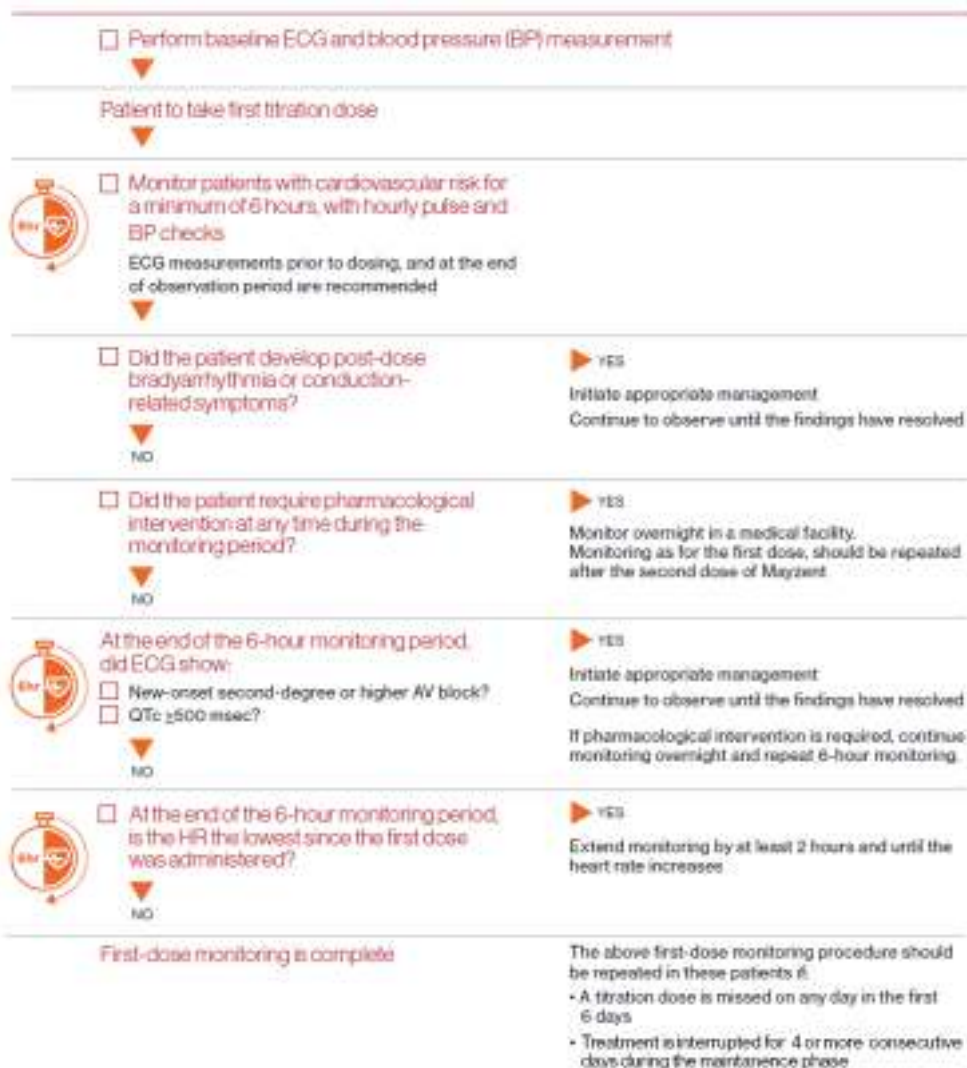 Perform baseline ECG and blood pressure (BP) measurement
Patient to take first titration dose
6hr
Monitor patients with cardiovascular risk for
a minimum of 6 hours, with hourly pulse and
BP checks
ECG measurements prior to dosing, and at the end
of observation period are recommended
Did the patient develop post-dose
bradyarrhythmia or conduction-
related symptoms?
NO
YES
Initiate appropriate management
Continue to observe until the findings have resolved
Did the patient require pharmacological
intervention at any time during the
monitoring period?
NO
YES
Monitor overnight in a medical facility.
Monitoring as for the first dose, should be repeated
after the second dose of Mayzent
6hr
At the end of the 6-hour monitoring period,
did ECG show:
New-onset second-degree or higher AV block?
QTc ≥500 msec?
NO
YES
Initiate appropriate management
Continue to observe until the findings have resolved
If pharmacological intervention is required, continue
monitoring overnight and repeat 6-hour monitoring.
6hr
At the end of the 6-hour monitoring period,
is the HR the lowest since the first dose
was administered?
NO
YES
Extend monitoring by at least 2 hours and until the
heart rate increases
First-dose monitoring is complete
The above first-dose monitoring procedure should
be repeated in these patients if:
• A titration dose is missed on any day in the first
6 days
• Treatment is interrupted for 4 or more consecutive
days during the maintanence phase